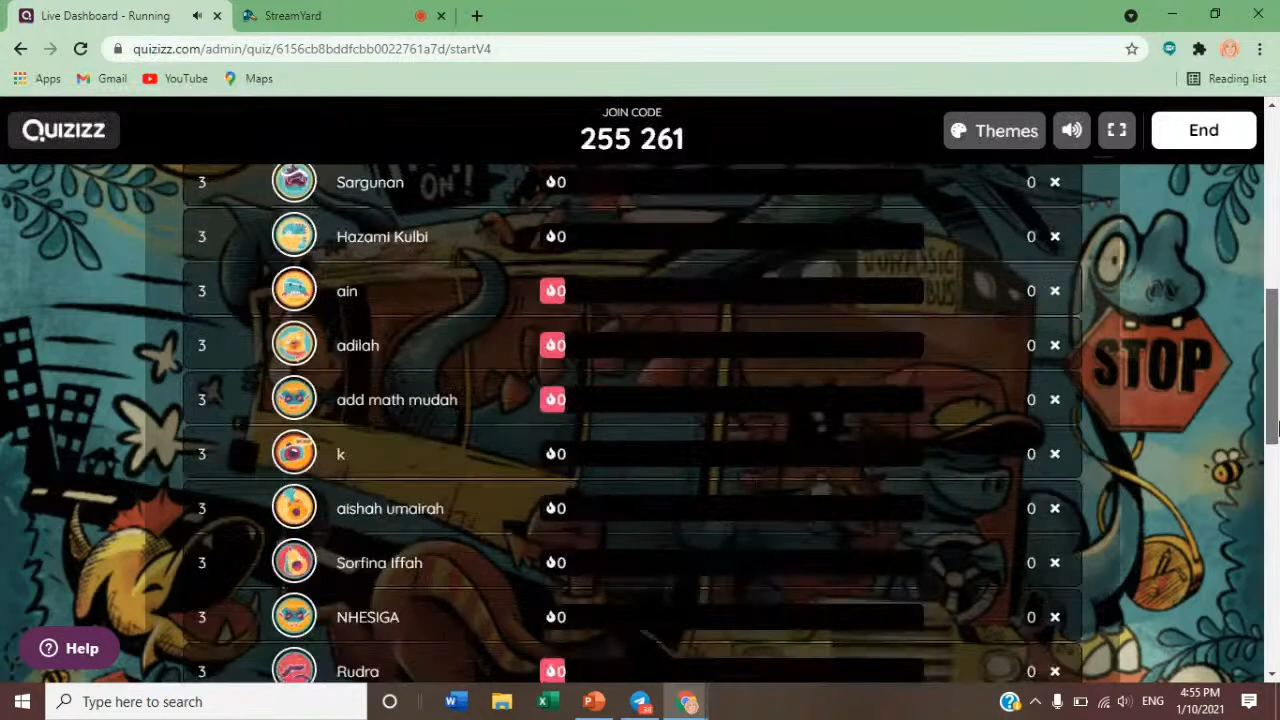 Live Dashboard - Running
StreamYard
quizizz.com/admin/quiz/6156cb8bddfcbb0022761a7d/startV4
Apps
Gmail
YouTube
Maps
Reading list
QUIZIZZ
JOIN CODE
255 261
Themes
End
"ON"!
3 Sargunan 0 0
3 Hazami Kulbi 0 0
JURASSIC
BUS
3 ain 0 0
3 adilah 0 0
STOP
3 add math mudah 0 0
3 k 0 0
3 aishah umairah 0 0
3 Sorfina Iffah 0 0
3 NHESIGA 0 0
Help
3 Rudra 0 0
Type here to search
ENG
4:55 PM
1/10/2021